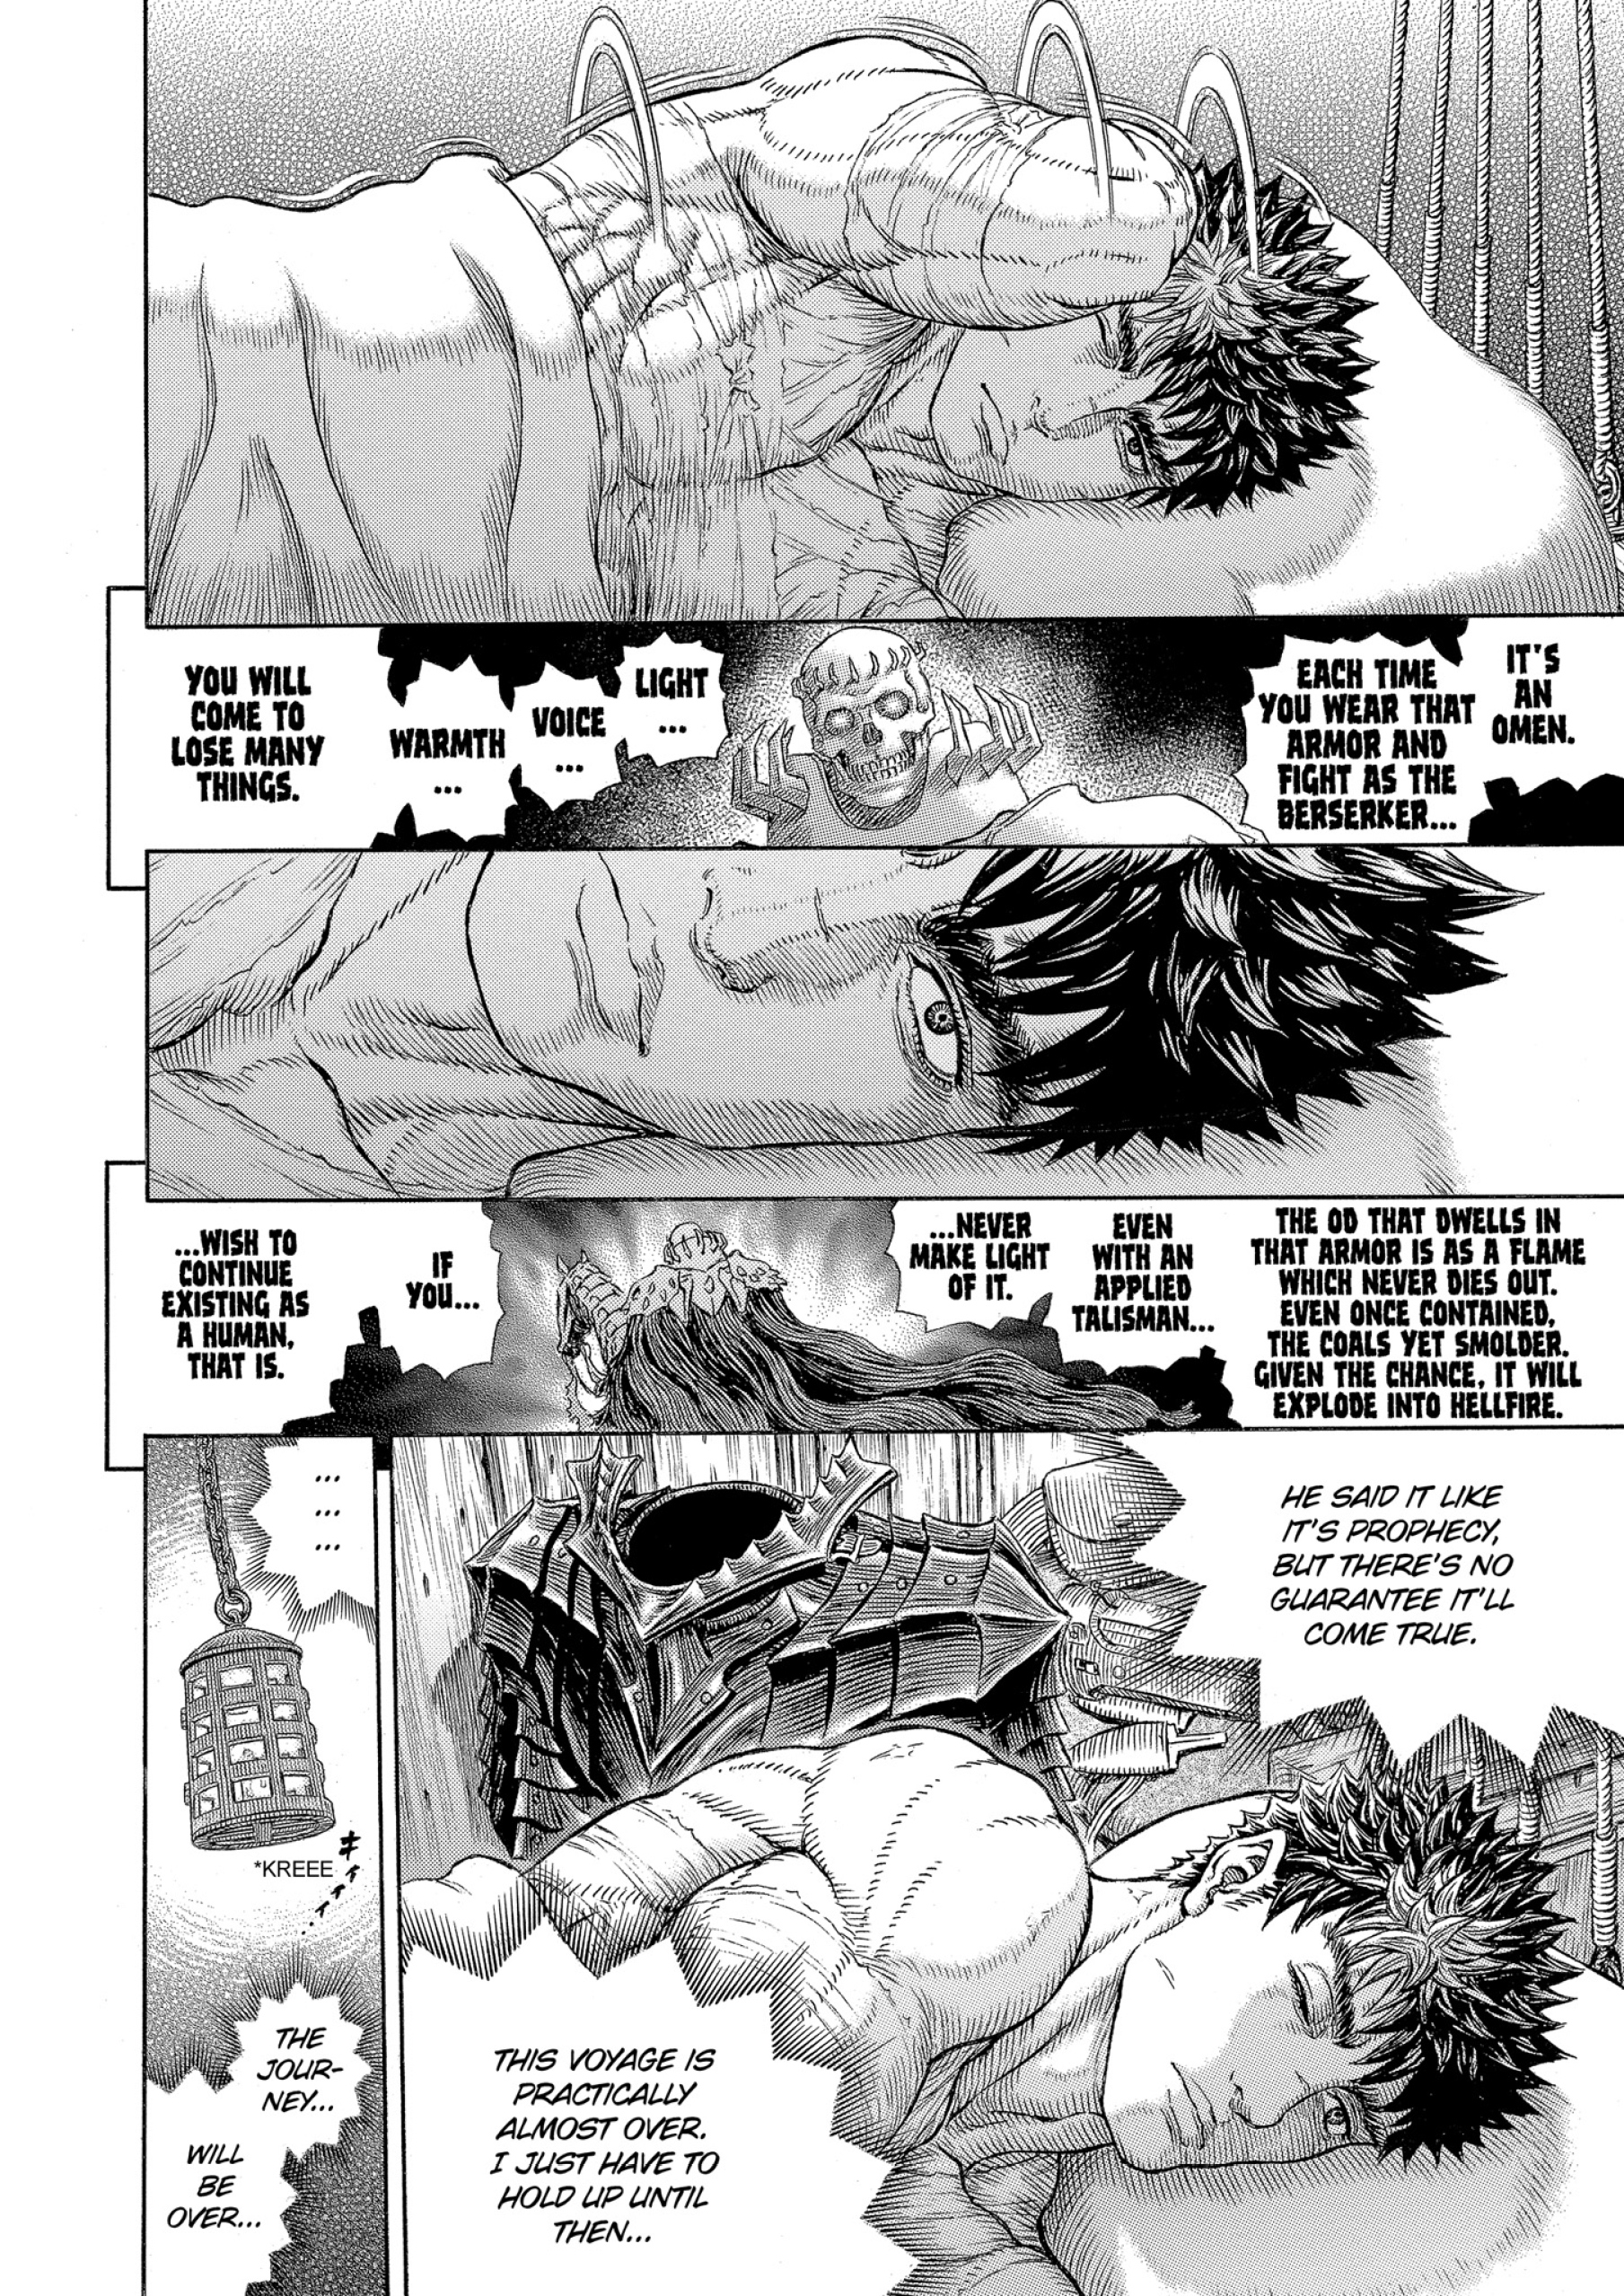 IT'S
AN
OMEN.
EACH TIME
YOU WEAR THAT
ARMOR AND
FIGHT AS THE
BERSERKER...
LIGHT
...
VOICE
...
WARMTH
...
YOU WILL
COME TO
LOSE MANY
THINGS.
THE OD THAT DWELLS IN
THAT ARMOR IS AS A FLAME
WHICH NEVER DIES OUT.
EVEN ONCE CONTAINED,
THE COALS YET SMOLDER.
GIVEN THE CHANCE, IT WILL
EXPLODE INTO HELLFIRE.
EVEN
WITH AN
APPLIED
TALISMAN...
...NEVER
MAKE LIGHT
OF IT.
IF
YOU...
...WISH TO
CONTINUE
EXISTING AS
A HUMAN,
THAT IS.
HE SAID IT LIKE
IT'S PROPHECY,
BUT THERE'S NO
GUARANTEE IT'LL
COME TRUE.
THIS VOYAGE IS
PRACTICALLY
ALMOST OVER.
I JUST HAVE TO
HOLD UP UNTIL
THEN...
...
...
...
キィィィ...
*KREEE
THE
JOUR-
NEY...
WILL
BE
OVER...